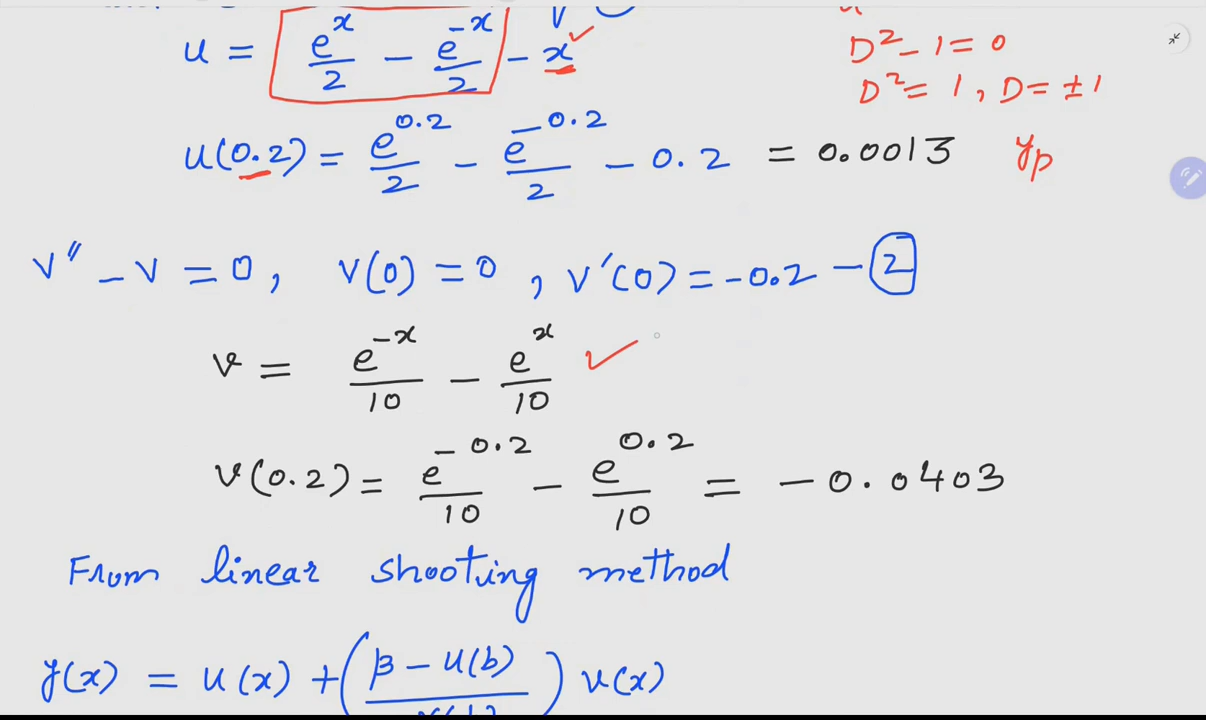 u = e^x/2 − e^−x/2 − x ✓
D² − 1 = 0
D² = 1, D = ±1
u(0.2) = e^0.2/2 − e^−0.2/2 − 0.2 = 0.0013 yp
v″ − v = 0, v(0) = 0, v′(0) = −0.2 − ②
v = e^−x/10 − e^x/10 ✓
v(0.2) = e^−0.2/10 − e^0.2/10 = −0.0403
From linear shooting method
y(x) = u(x) + (β − u(b)/v(b)) v(x)